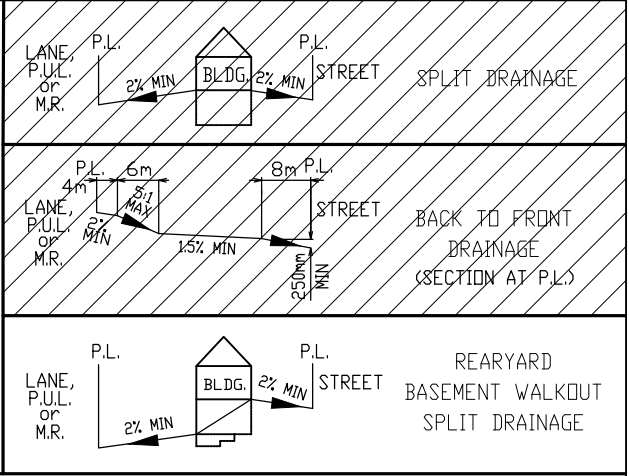 P.L.
P.L.
LANE,
P.U.L.
or
M.R.
2% MIN
BLDG.
2% MIN
STREET
SPLIT DRAINAGE
P.L.
6m
8m
P.L.
4m
5:1
MAX
LANE,
P.U.L.
or
M.R.
2%
MIN
1.5% MIN
STREET
250mm
MIN
BACK TO FRONT
DRAINAGE
(SECTION AT P.L.)
P.L.
P.L.
LANE,
P.U.L.
or
M.R.
2% MIN
BLDG.
2% MIN
STREET
REARYARD
BASEMENT WALKOUT
SPLIT DRAINAGE